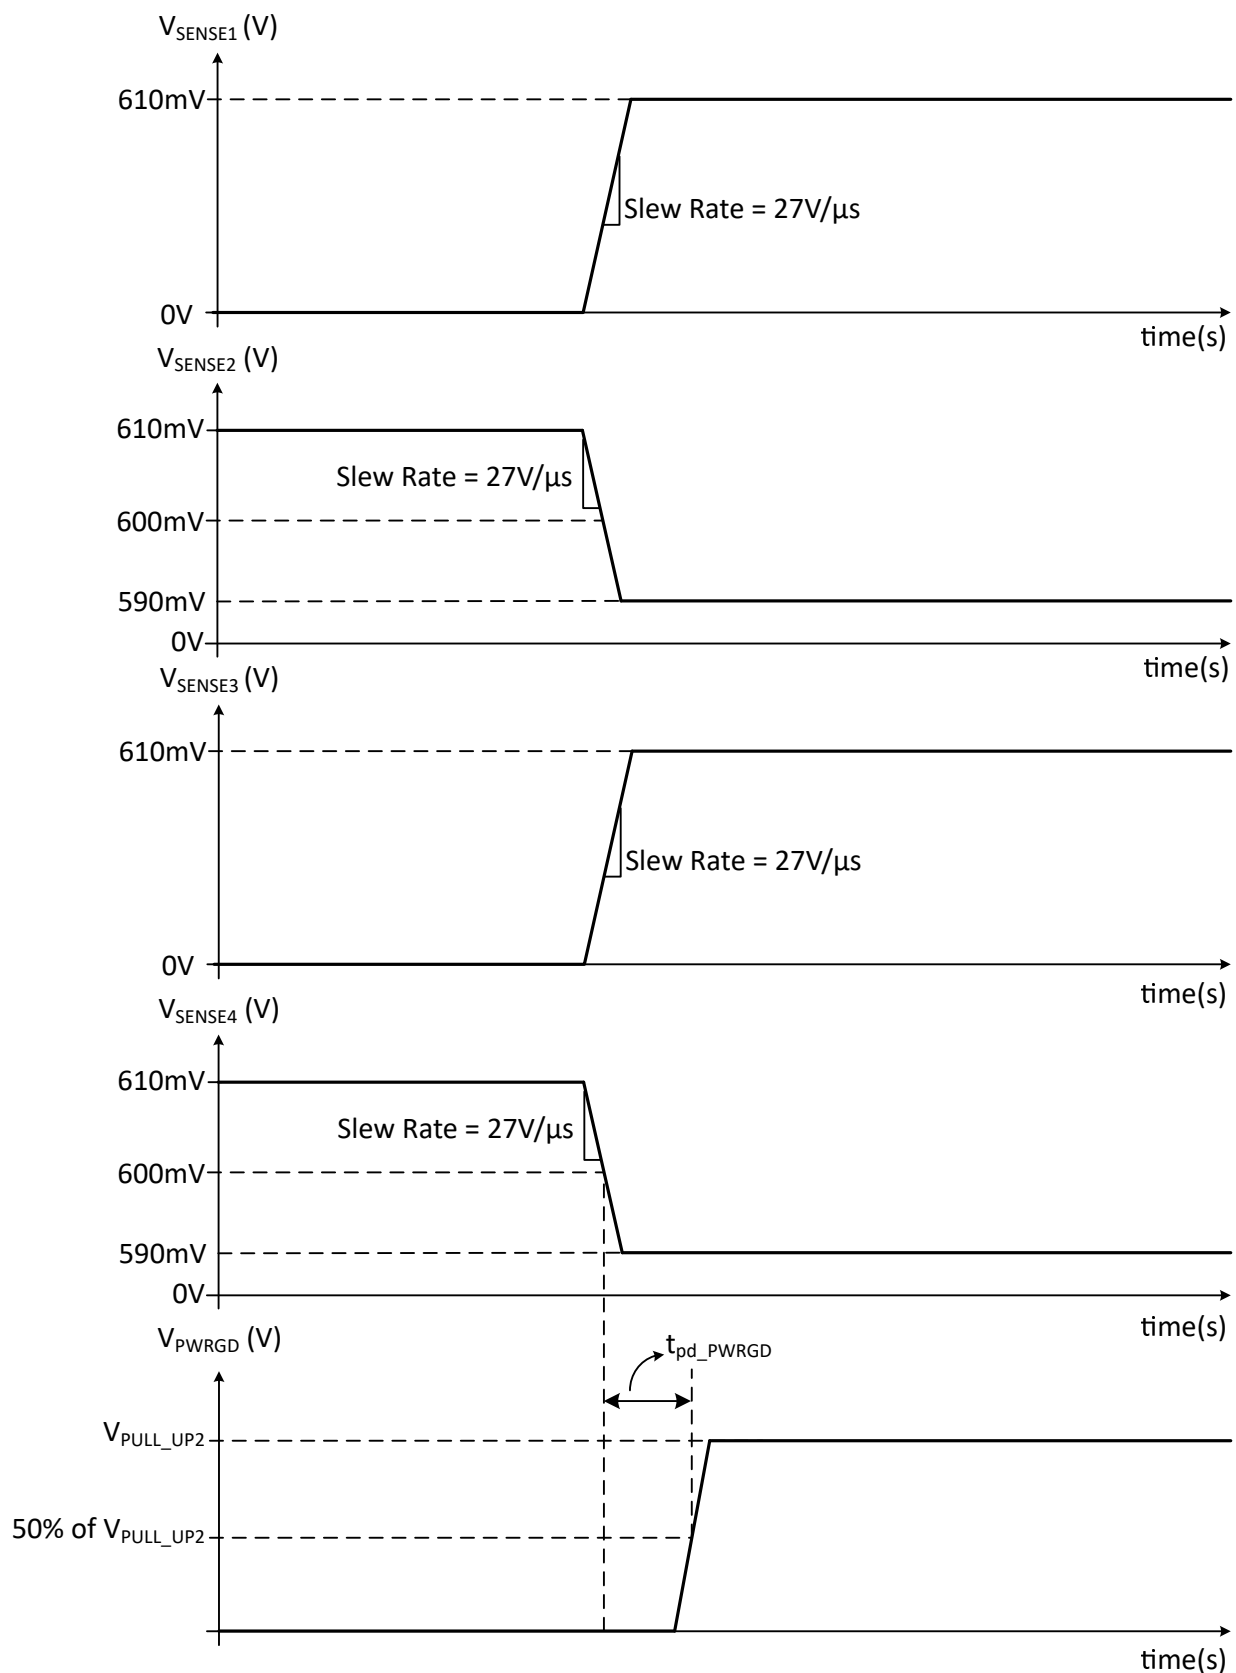 V_SENSE1 (V)
610mV
Slew Rate = 27V/µs
0V
time(s)
V_SENSE2 (V)
610mV
Slew Rate = 27V/µs
600mV
590mV
0V
time(s)
V_SENSE3 (V)
610mV
Slew Rate = 27V/µs
0V
time(s)
V_SENSE4 (V)
610mV
Slew Rate = 27V/µs
600mV
590mV
0V
time(s)
V_PWRGD (V)
t_pd_PWRGD
V_PULL_UP2
50% of V_PULL_UP2
time(s)